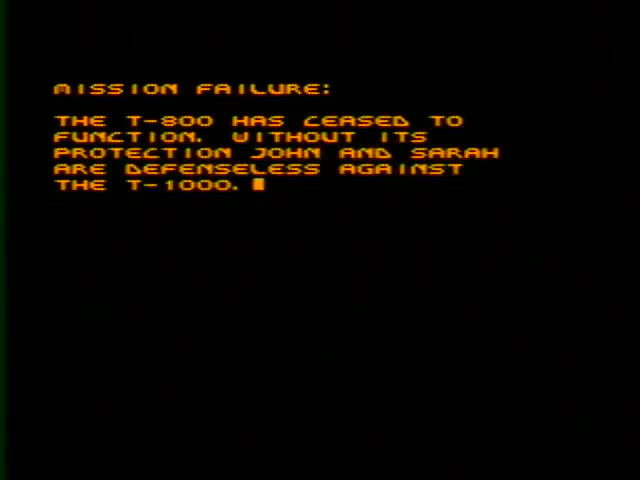 MISSION FAILURE:
THE T-800 HAS CEASED TO
FUNCTION. WITHOUT ITS
PROTECTION JOHN AND SARAH
ARE DEFENSELESS AGAINST
THE T-1000.